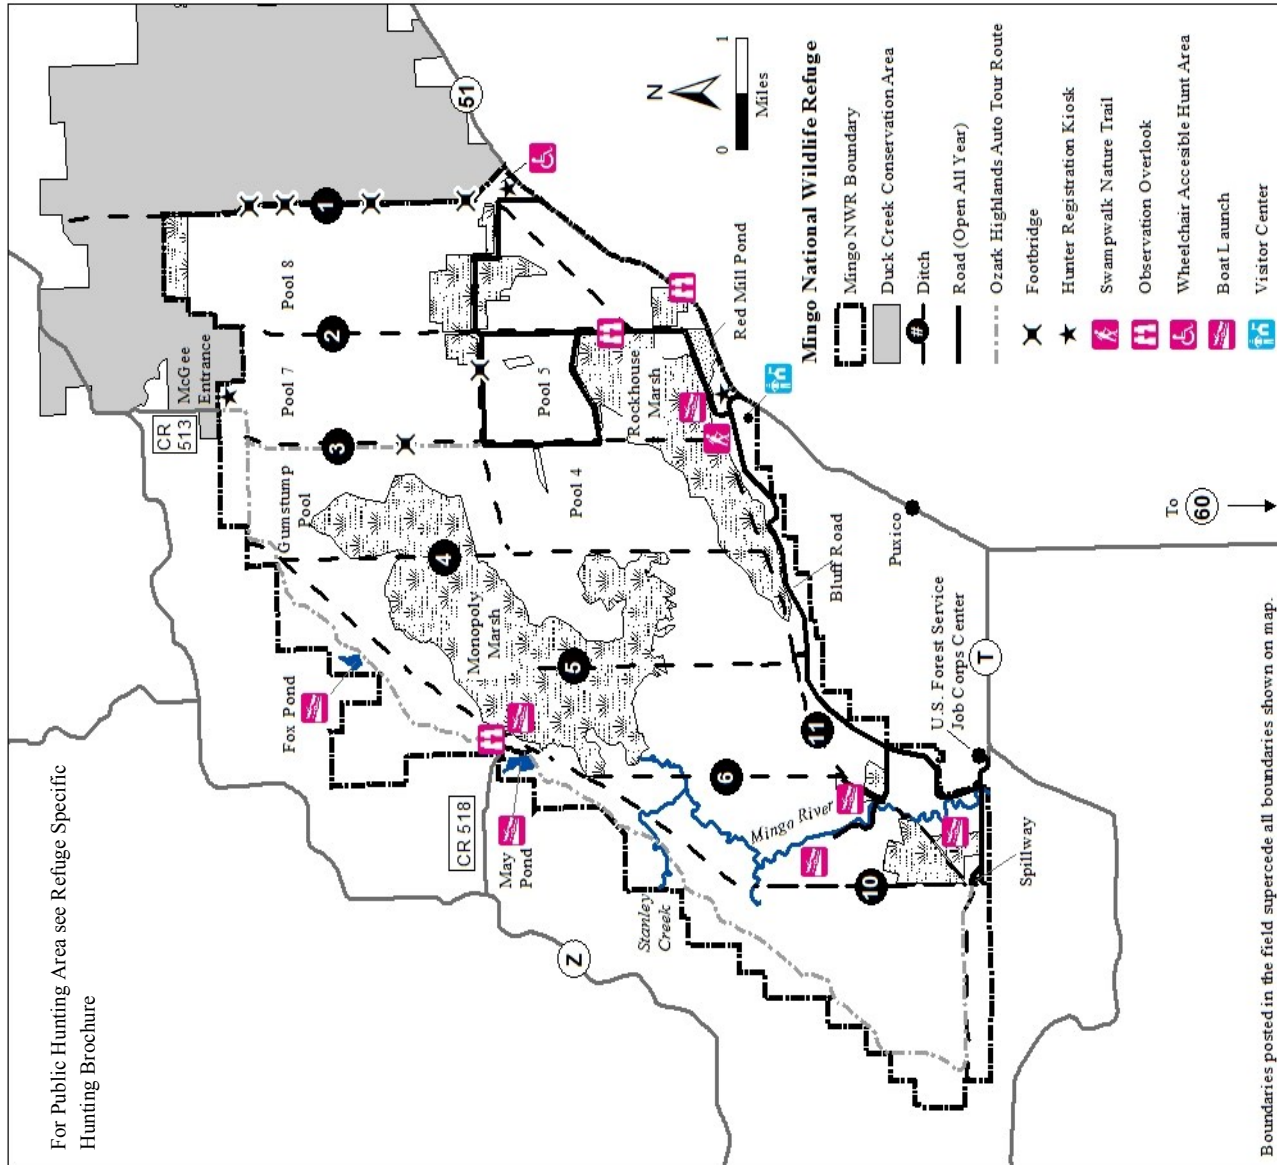 For Public Hunting Area see Refuge Specific
Hunting Brochure
51
N
0
1
Miles
McGee
Entrance
CR
513
1
Pool 8
2
Pool 7
3
Gumstump
Pool
Pool 5
Rockhouse
Marsh
Pool 4
4
Monopoly
Marsh
5
Fox Pond
CR 518
May
Pond
Z
Stanley
Creek
6
Mingo River
10
11
Bluff Road
Red Mill Pond
Puxico
To
60
U.S. Forest Service
Job Corps Center
T
Spillway
Mingo National Wildlife Refuge
Mingo NWR Boundary
Duck Creek Conservation Area
#
Ditch
Road (Open All Year)
Ozark Highlands Auto Tour Route
Footbridge
Hunter Registration Kiosk
Swampwalk Nature Trail
Observation Overlook
Wheelchair Accesible Hunt Area
Boat Launch
Visitor Center
Boundaries posted in the field supercede all boundaries shown on map.